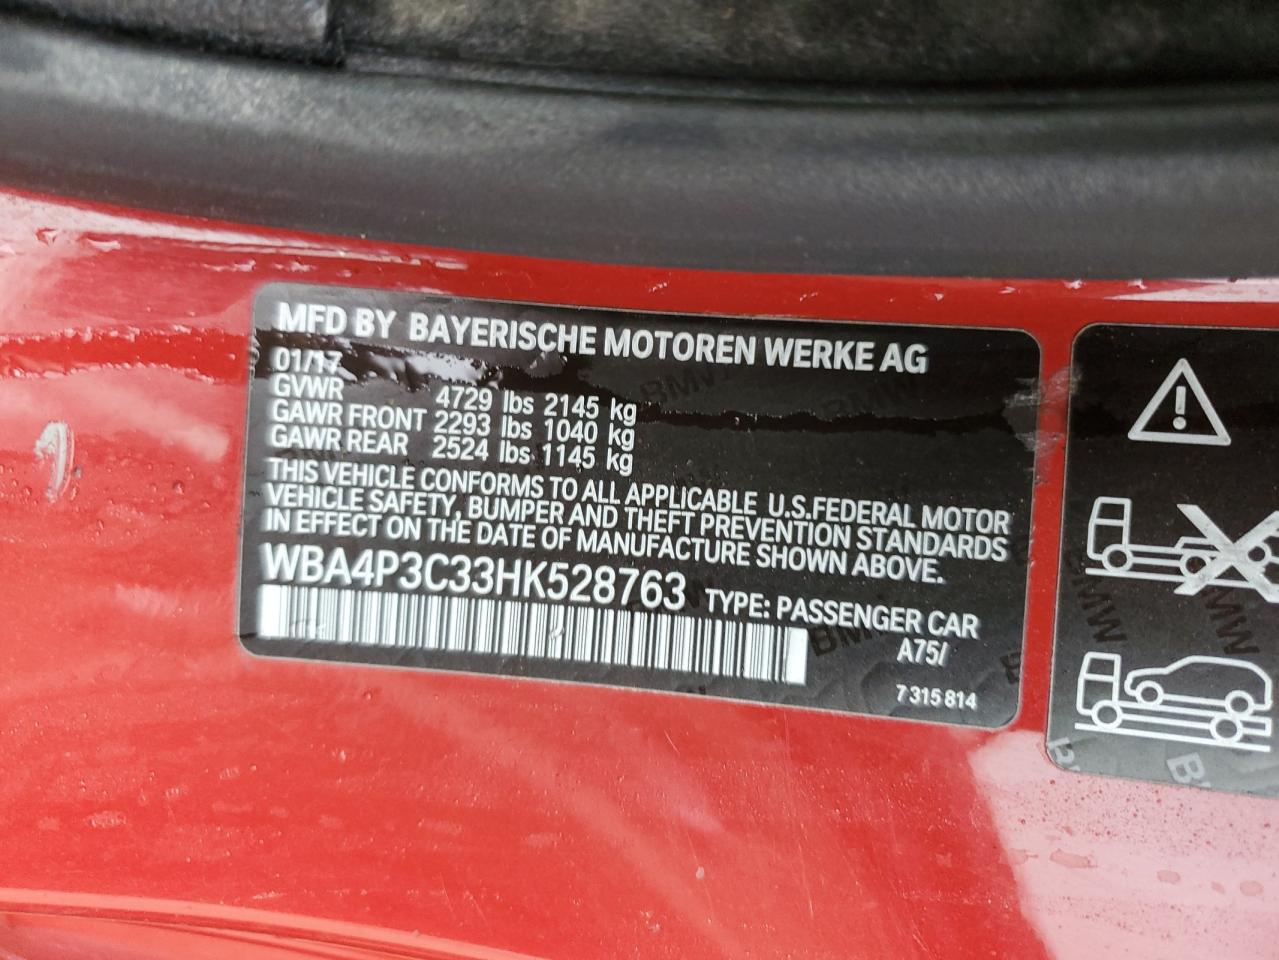 MFD BY BAYERISCHE MOTOREN WERKE AG
01/17
GVWR 4729 lbs 2145 kg
GAWR FRONT 2293 lbs 1040 kg
GAWR REAR 2524 lbs 1145 kg
THIS VEHICLE CONFORMS TO ALL APPLICABLE U.S.FEDERAL MOTOR
VEHICLE SAFETY, BUMPER AND THEFT PREVENTION STANDARDS
IN EFFECT ON THE DATE OF MANUFACTURE SHOWN ABOVE.
WBA4P3C33HK528763 TYPE: PASSENGER CAR
A75/
7 315 814